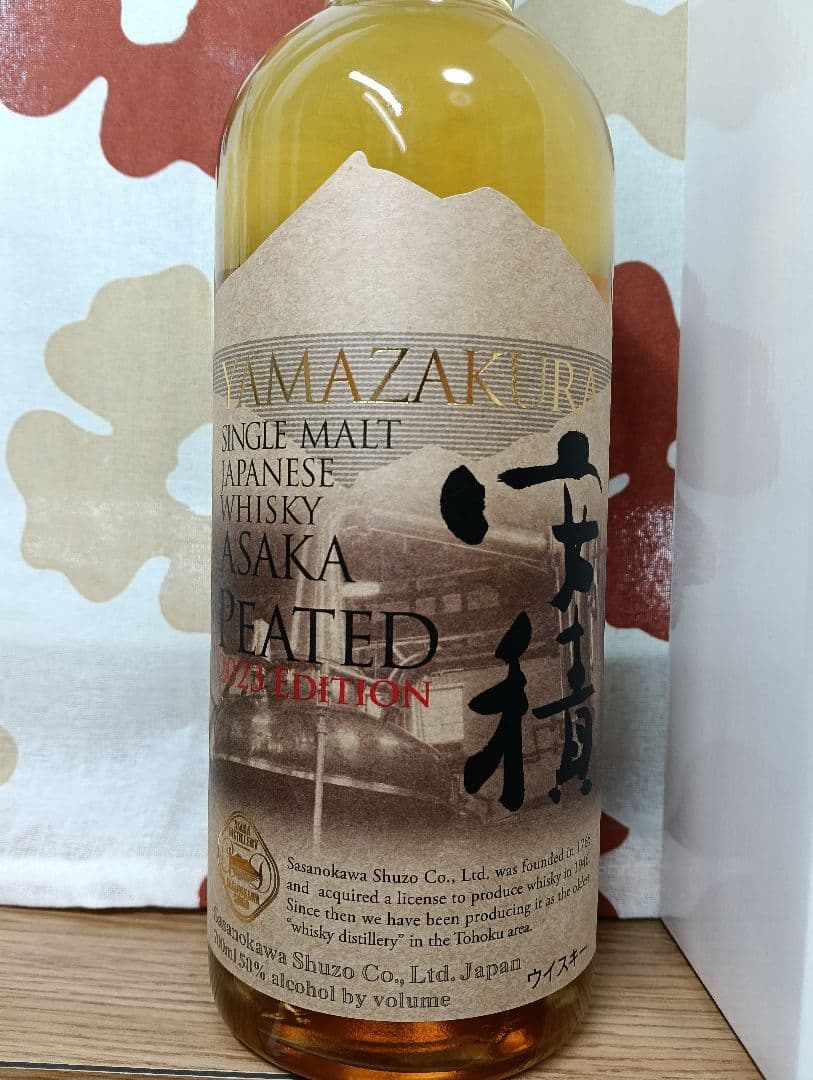 YAMAZAKURA
SINGLE MALT
JAPANESE
WHISKY
ASAKA
PEATED
2023 EDITION
安積
ASAKA
DISTILLERY
SASANOKAWA
Sasanokawa Shuzo Co., Ltd. was founded in 1765
and acquired a license to produce whisky in 1946.
Since then we have been producing it as the oldest
“whisky distillery” in the Tohoku area.
Sasanokawa Shuzo Co., Ltd. Japan
700ml 50% alcohol by volume
ウイスキー